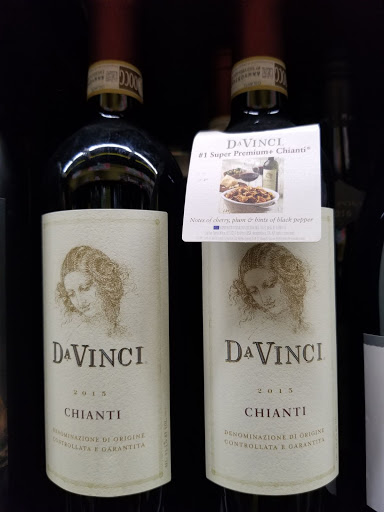 DAVINCI
2015
CHIANTI
DENOMINAZIONE DI ORIGINE
CONTROLLATA E GARANTITA
DAVINCI
#1 Super Premium+ Chianti*
Notes of cherry, plum & hints of black pepper
DAVINCI
2015
CHIANTI
DENOMINAZIONE DI ORIGINE
CONTROLLATA E GARANTITA